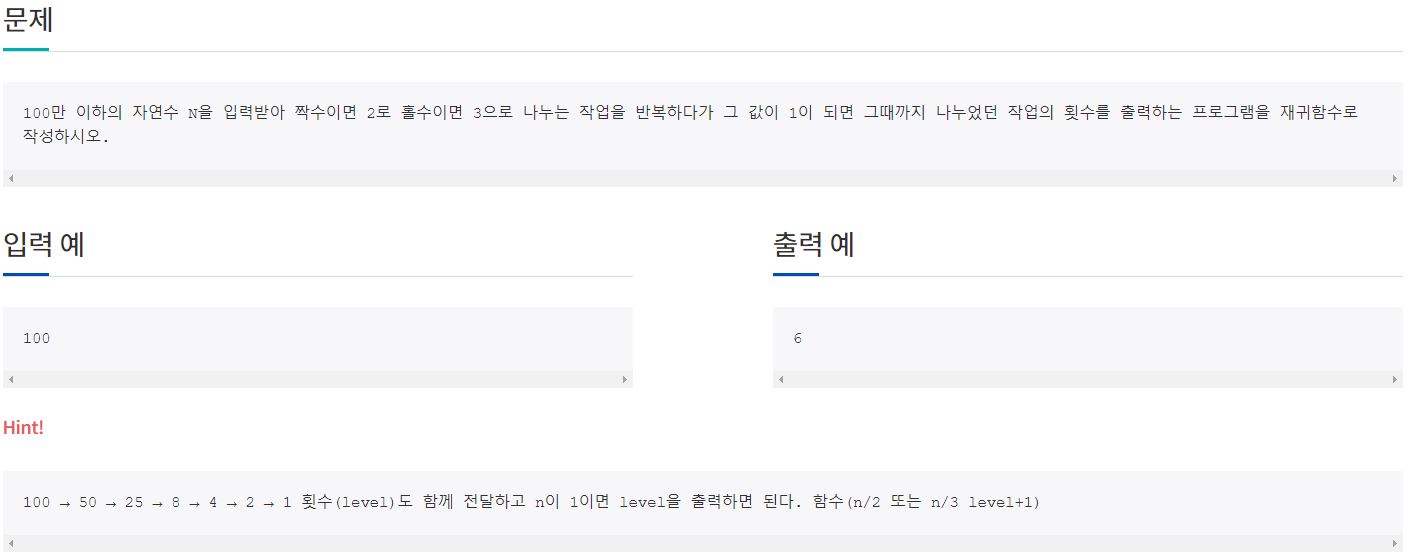 문제
100만 이하의 자연수 N을 입력받아 짝수이면 2로 홀수이면 3으로 나누는 작업을 반복하다가 그 값이 1이 되면 그때까지 나누었던 작업의 횟수를 출력하는 프로그램을 재귀함수로
작성하시오.
입력 예
100
출력 예
6
Hint!
100 → 50 → 25 → 8 → 4 → 2 → 1 횟수(level)도 함께 전달하고 n이 1이면 level을 출력하면 된다. 함수(n/2 또는 n/3 level+1)